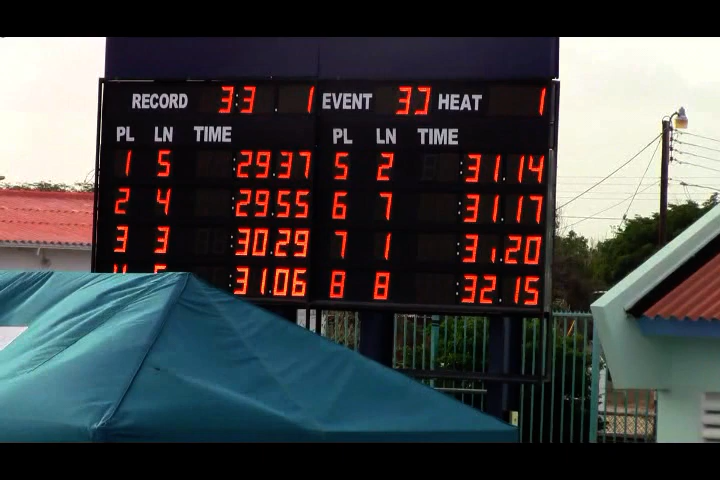 RECORD 3:3 1 EVENT 33 HEAT 1
PL LN TIME PL LN TIME
1 5 :29.37 5 2 :31.14
2 4 :29.55 6 7 :31.17
3 3 :30.29 7 1 :31.20
:31.06 8 8 :32.15